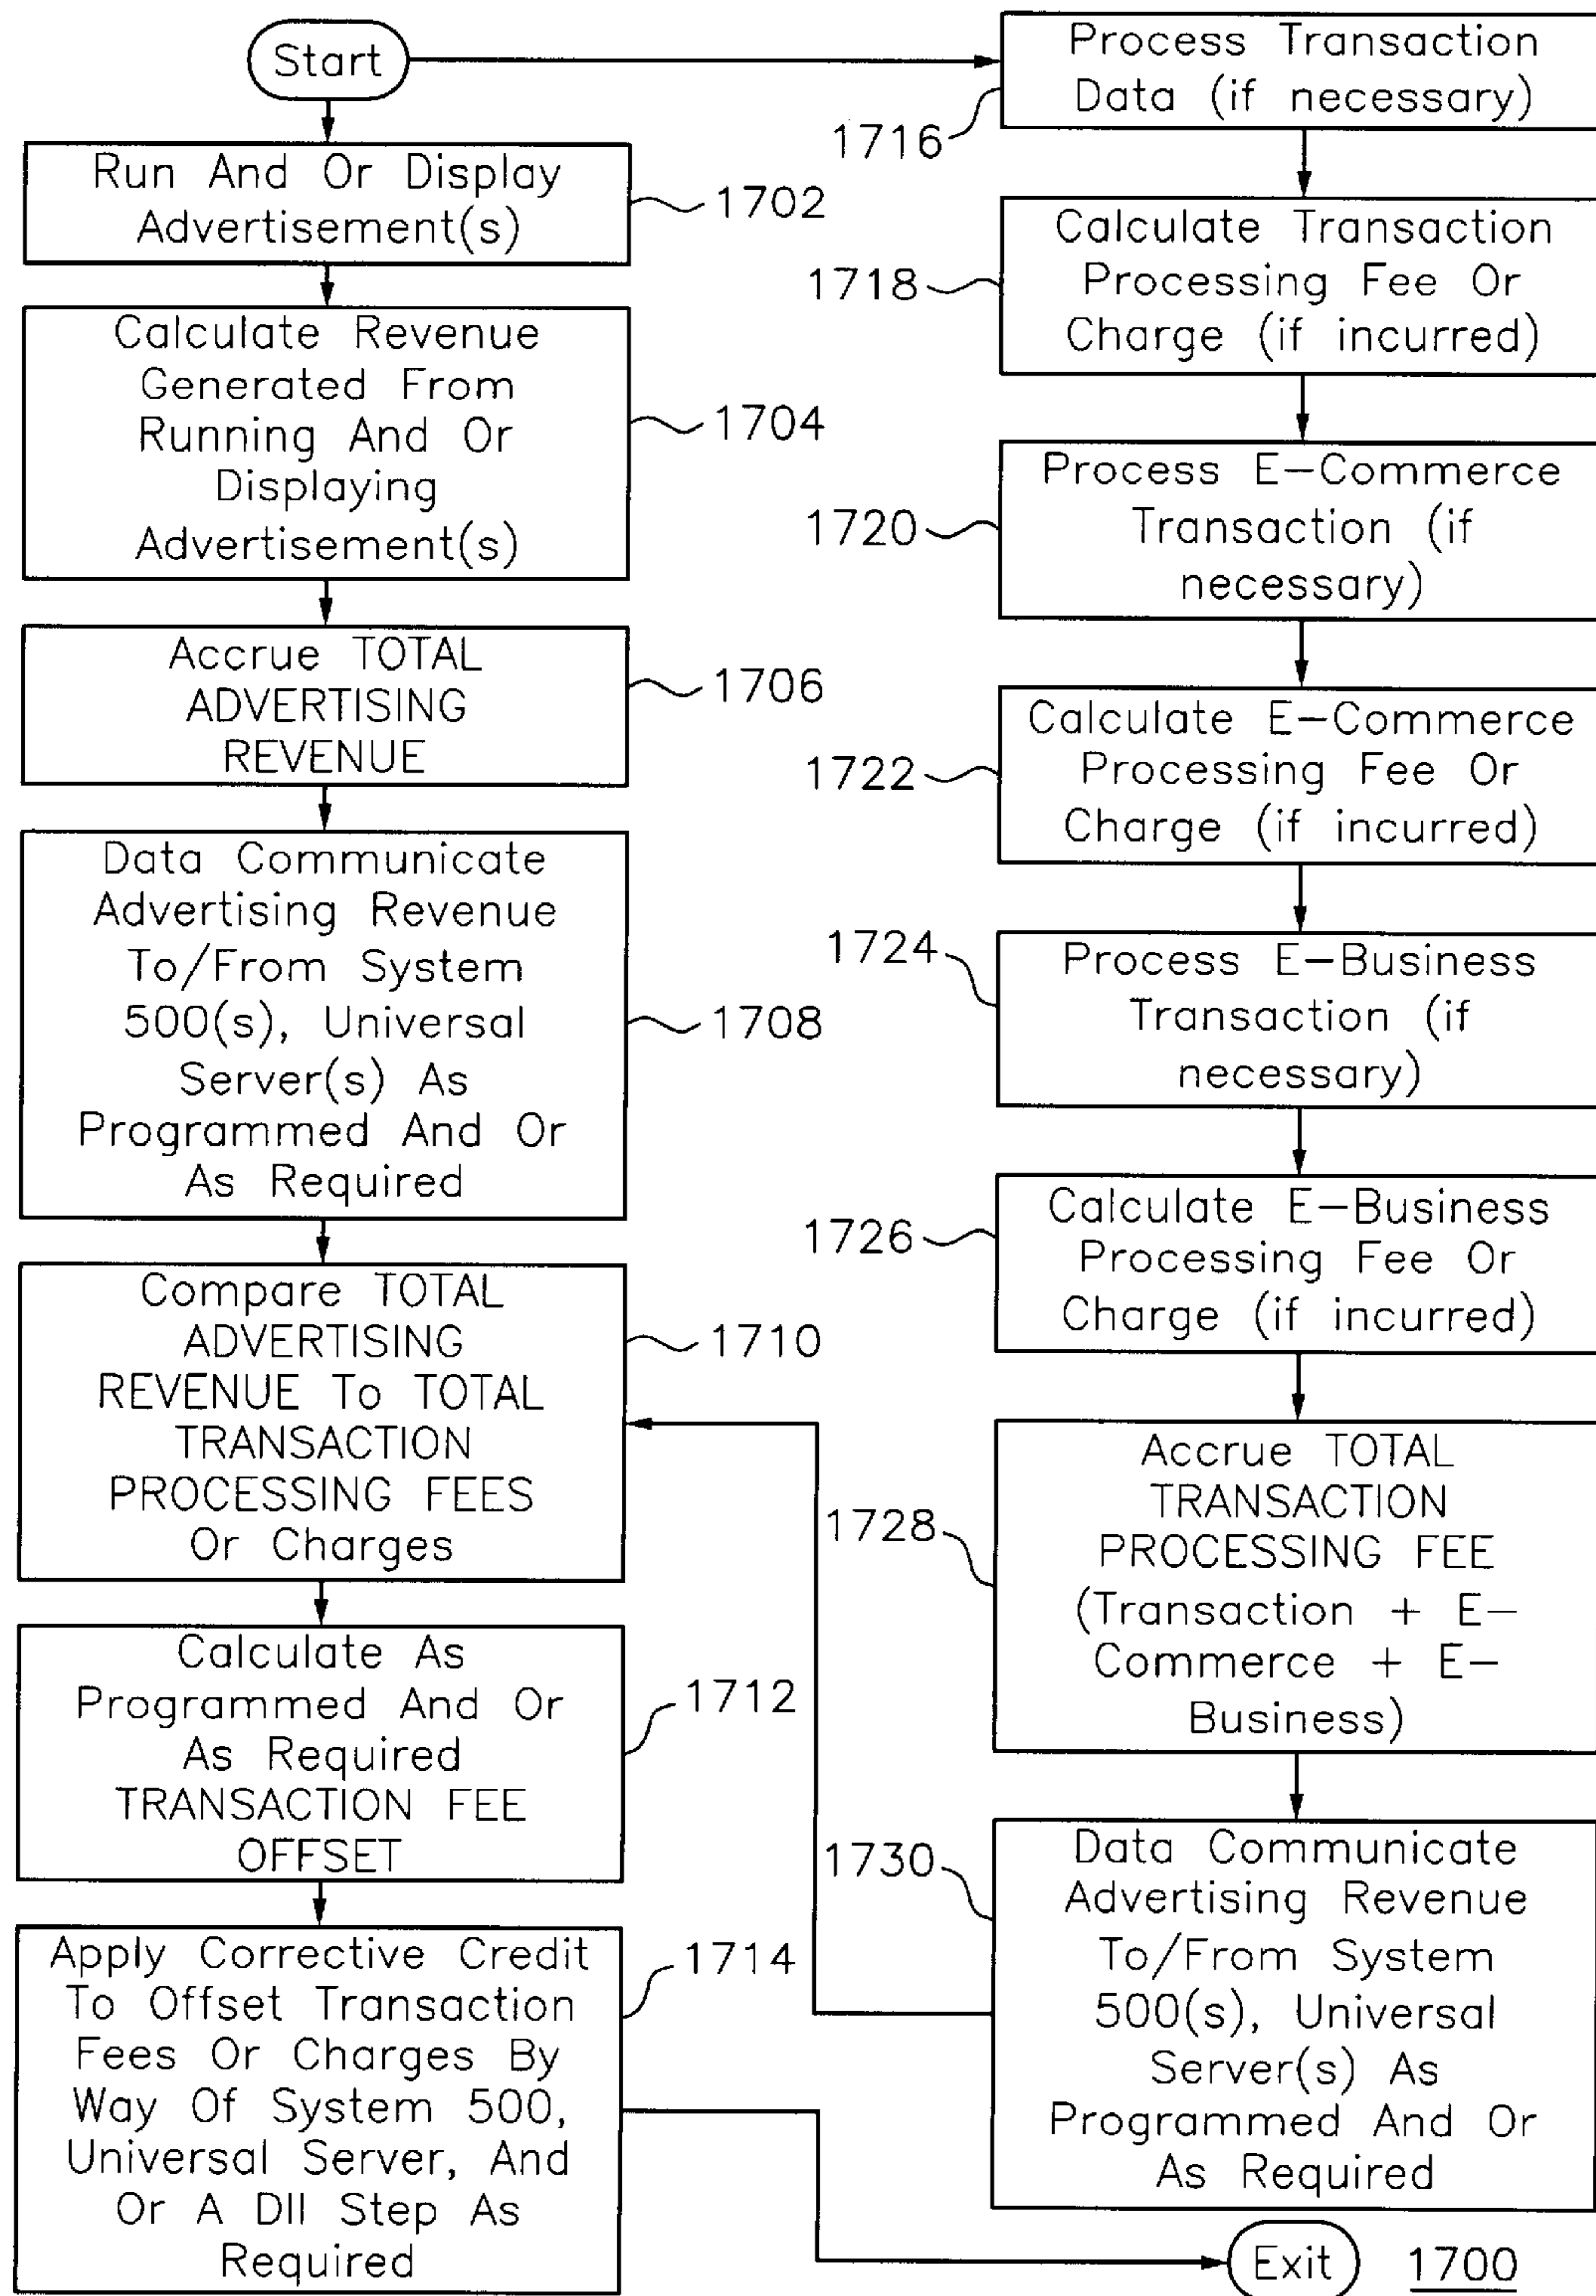 Start
Run And Or Display
Advertisement(s)
1702
Calculate Revenue
Generated From
Running And Or
Displaying
Advertisement(s)
1704
Accrue TOTAL
ADVERTISING
REVENUE
1706
Data Communicate
Advertising Revenue
To/From System
500(s), Universal
Server(s) As
Programmed And Or
As Required
1708
Compare TOTAL
ADVERTISING
REVENUE To TOTAL
TRANSACTION
PROCESSING FEES
Or Charges
1710
Calculate As
Programmed And Or
As Required
TRANSACTION FEE
OFFSET
1712
Apply Corrective Credit
To Offset Transaction
Fees Or Charges By
Way Of System 500,
Universal Server, And
Or A DII Step As
Required
1714
Process Transaction
Data (if necessary)
1716
Calculate Transaction
Processing Fee Or
Charge (if incurred)
1718
Process E-Commerce
Transaction (if
necessary)
1720
Calculate E-Commerce
Processing Fee Or
Charge (if incurred)
1722
Process E-Business
Transaction (if
necessary)
1724
Calculate E-Business
Processing Fee Or
Charge (if incurred)
1726
Accrue TOTAL
TRANSACTION
PROCESSING FEE
(Transaction + E-
Commerce + E-
Business)
1728
Data Communicate
Advertising Revenue
To/From System
500(s), Universal
Server(s) As
Programmed And Or
As Required
1730
Exit
1700